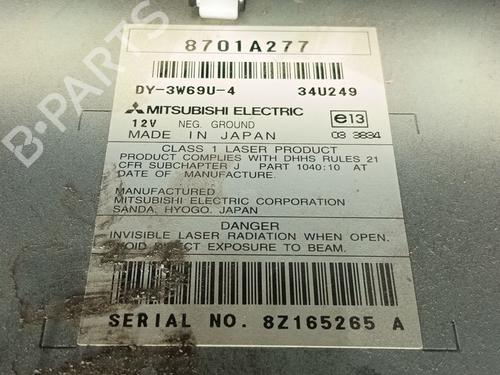 8701A277
DY-3W69U-4 34U249
MITSUBISHI ELECTRIC e13
12V NEG. GROUND 03 3834
MADE IN JAPAN
CLASS 1 LASER PRODUCT
PRODUCT COMPLIES WITH DHHS RULES 21
CFR SUBCHAPTER J PART 1040:10 AT
DATE OF MANUFACTURE.
MANUFACTURED
MITSUBISHI ELECTRIC CORPORATION
SANDA, HYOGO, JAPAN
DANGER
INVISIBLE LASER RADIATION WHEN OPEN.
AVOID DIRECT EXPOSURE TO BEAM.
SERIAL NO. 8Z165265 A
B-PARTS